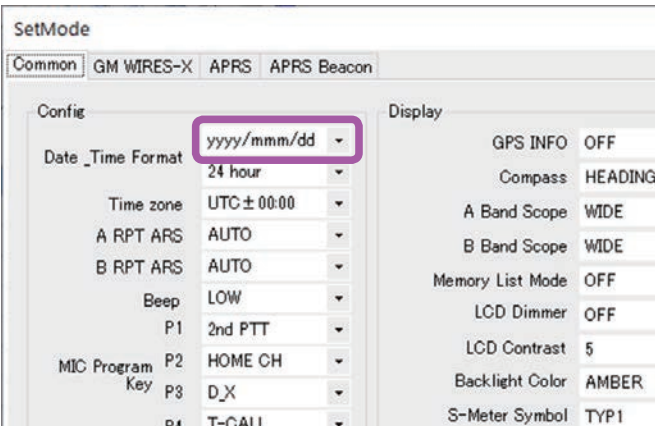 SetMode
Common GM WIRES-X APRS APRS Beacon
Config
Date _Time Format yyyy/mmm/dd
24 hour
Time zone UTC± 00:00
A RPT ARS AUTO
B RPT ARS AUTO
Beep LOW
MIC Program Key
P1 2nd PTT
P2 HOME CH
P3 D_X
P4 T-CALL
Display
GPS INFO OFF
Compass HEADING
A Band Scope WIDE
B Band Scope WIDE
Memory List Mode OFF
LCD Dimmer OFF
LCD Contrast 5
Backlight Color AMBER
S-Meter Symbol TYP1